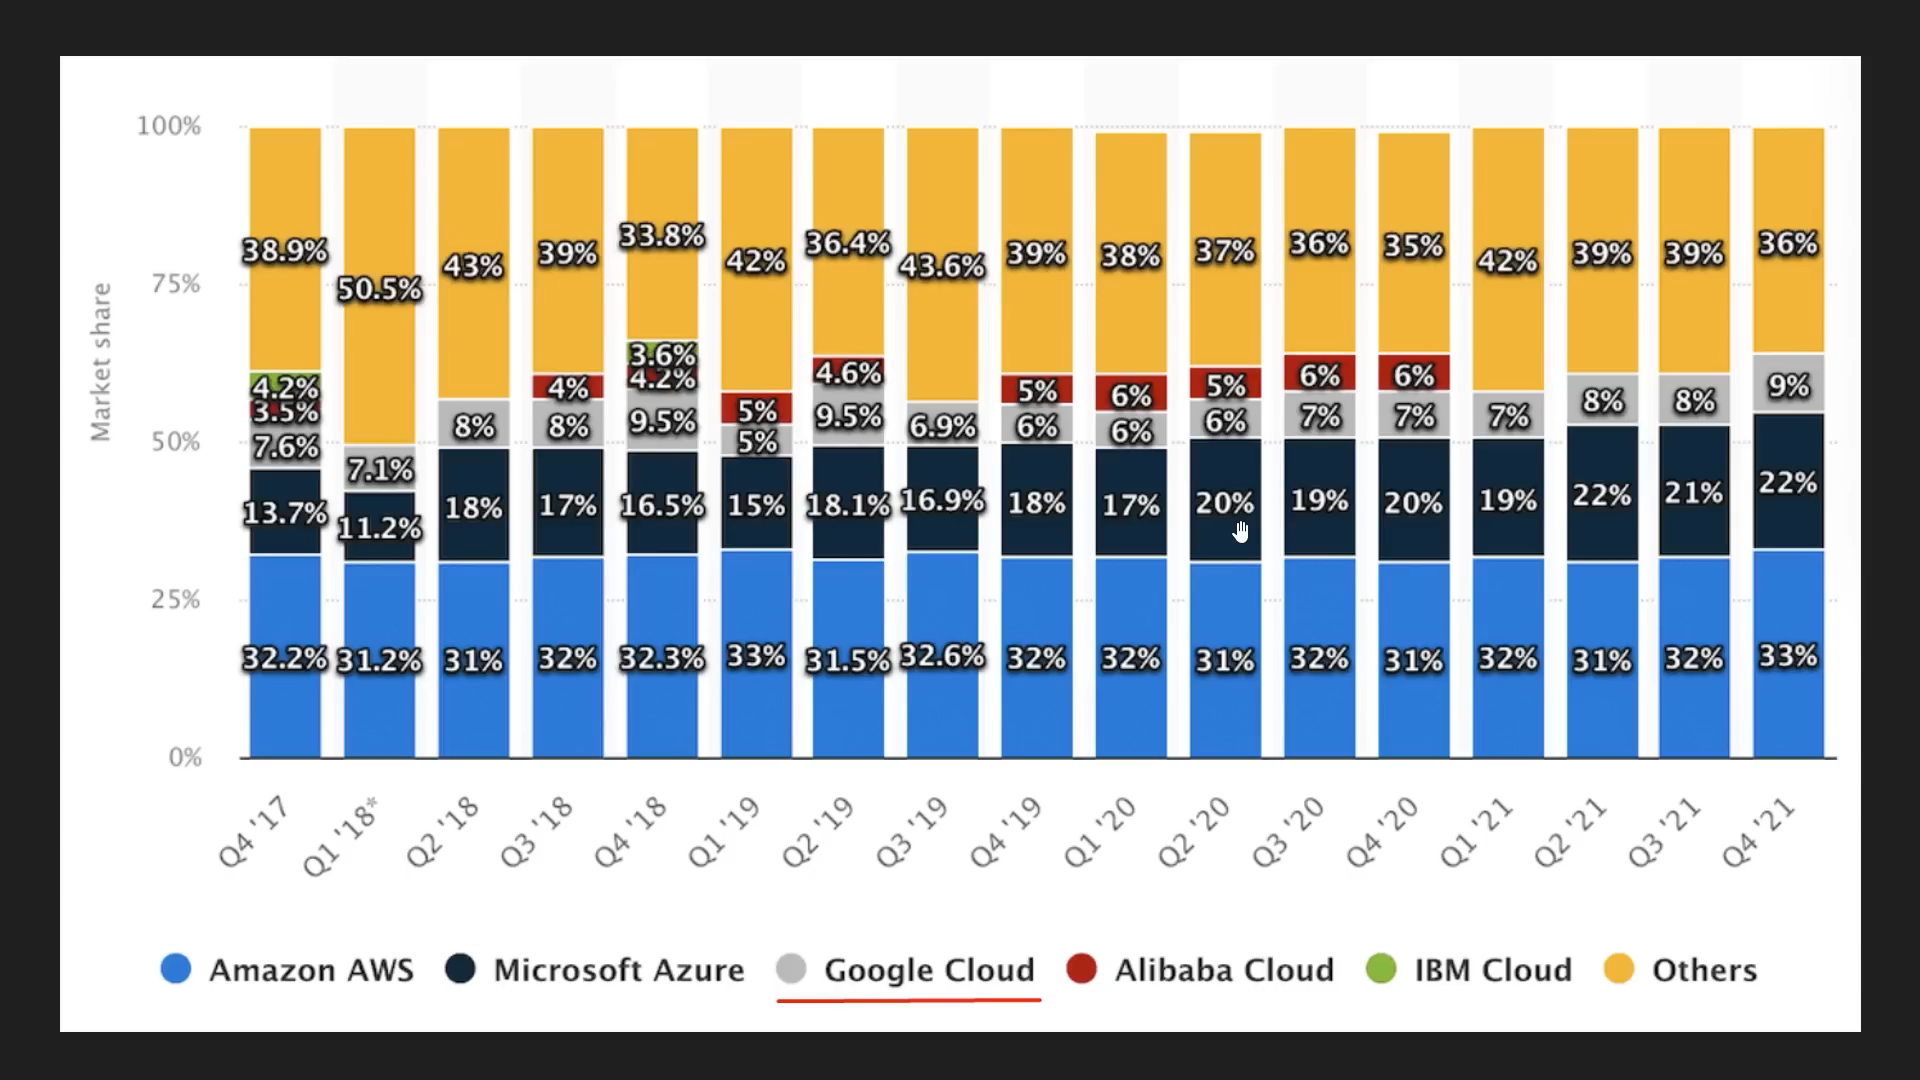 100%
75%
50%
25%
0%
Market share
38.9% 50.5% 43% 39% 33.8% 42% 36.4% 43.6% 39% 38% 37% 36% 35% 42% 39% 39% 36%
4.2% 3.6%
3.5% 4% 4.2% 5% 4.6% 5% 6% 5% 6% 6%
7.6% 7.1% 8% 8% 9.5% 5% 9.5% 6.9% 6% 6% 6% 7% 7% 7% 8% 8% 9%
13.7% 11.2% 18% 17% 16.5% 15% 18.1% 16.9% 18% 17% 20% 19% 20% 19% 22% 21% 22%
32.2% 31.2% 31% 32% 32.3% 33% 31.5% 32.6% 32% 32% 31% 32% 31% 32% 31% 32% 33%
Q4 '17 Q1 '18* Q2 '18 Q3 '18 Q4 '18 Q1 '19 Q2 '19 Q3 '19 Q4 '19 Q1 '20 Q2 '20 Q3 '20 Q4 '20 Q1 '21 Q2 '21 Q3 '21 Q4 '21
Amazon AWS Microsoft Azure Google Cloud Alibaba Cloud IBM Cloud Others